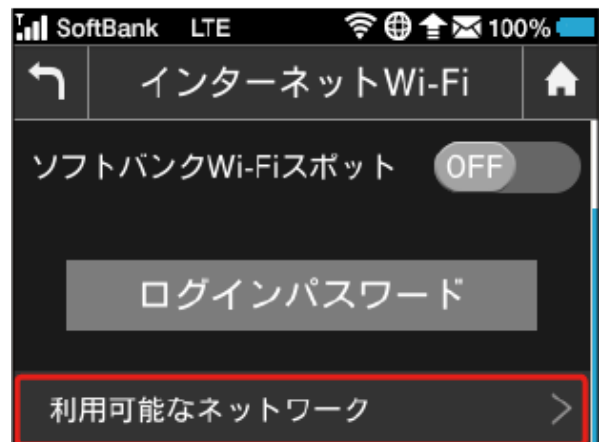 SoftBank LTE 100%
インターネットWi-Fi
ソフトバンクWi-Fiスポット OFF
ログインパスワード
利用可能なネットワーク